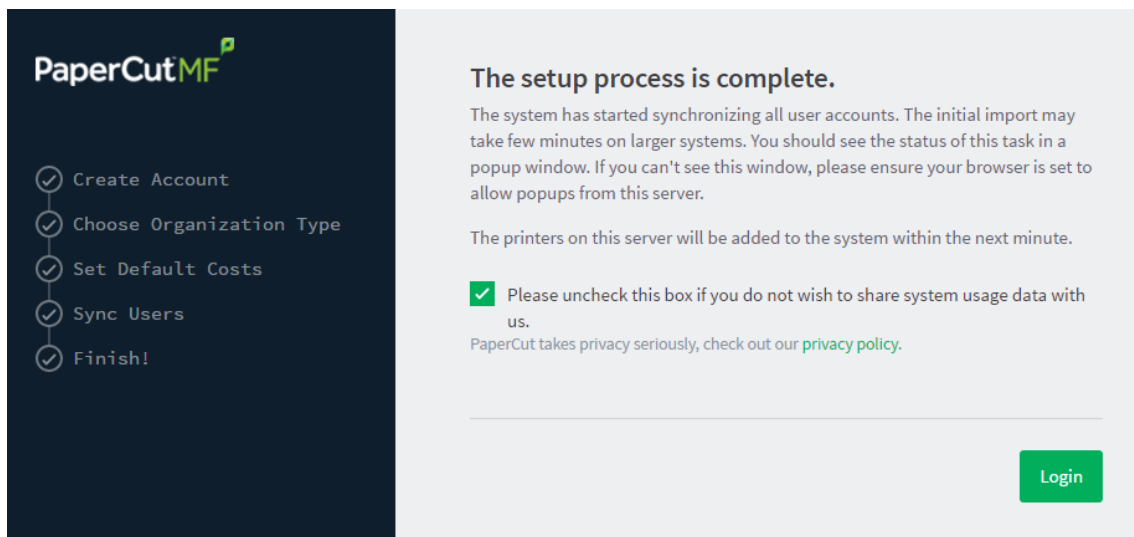 PaperCut MF
Create Account
Choose Organization Type
Set Default Costs
Sync Users
Finish!
The setup process is complete.
The system has started synchronizing all user accounts. The initial import may
take few minutes on larger systems. You should see the status of this task in a
popup window. If you can't see this window, please ensure your browser is set to
allow popups from this server.
The printers on this server will be added to the system within the next minute.
Please uncheck this box if you do not wish to share system usage data with
us.
PaperCut takes privacy seriously, check out our privacy policy.
Login